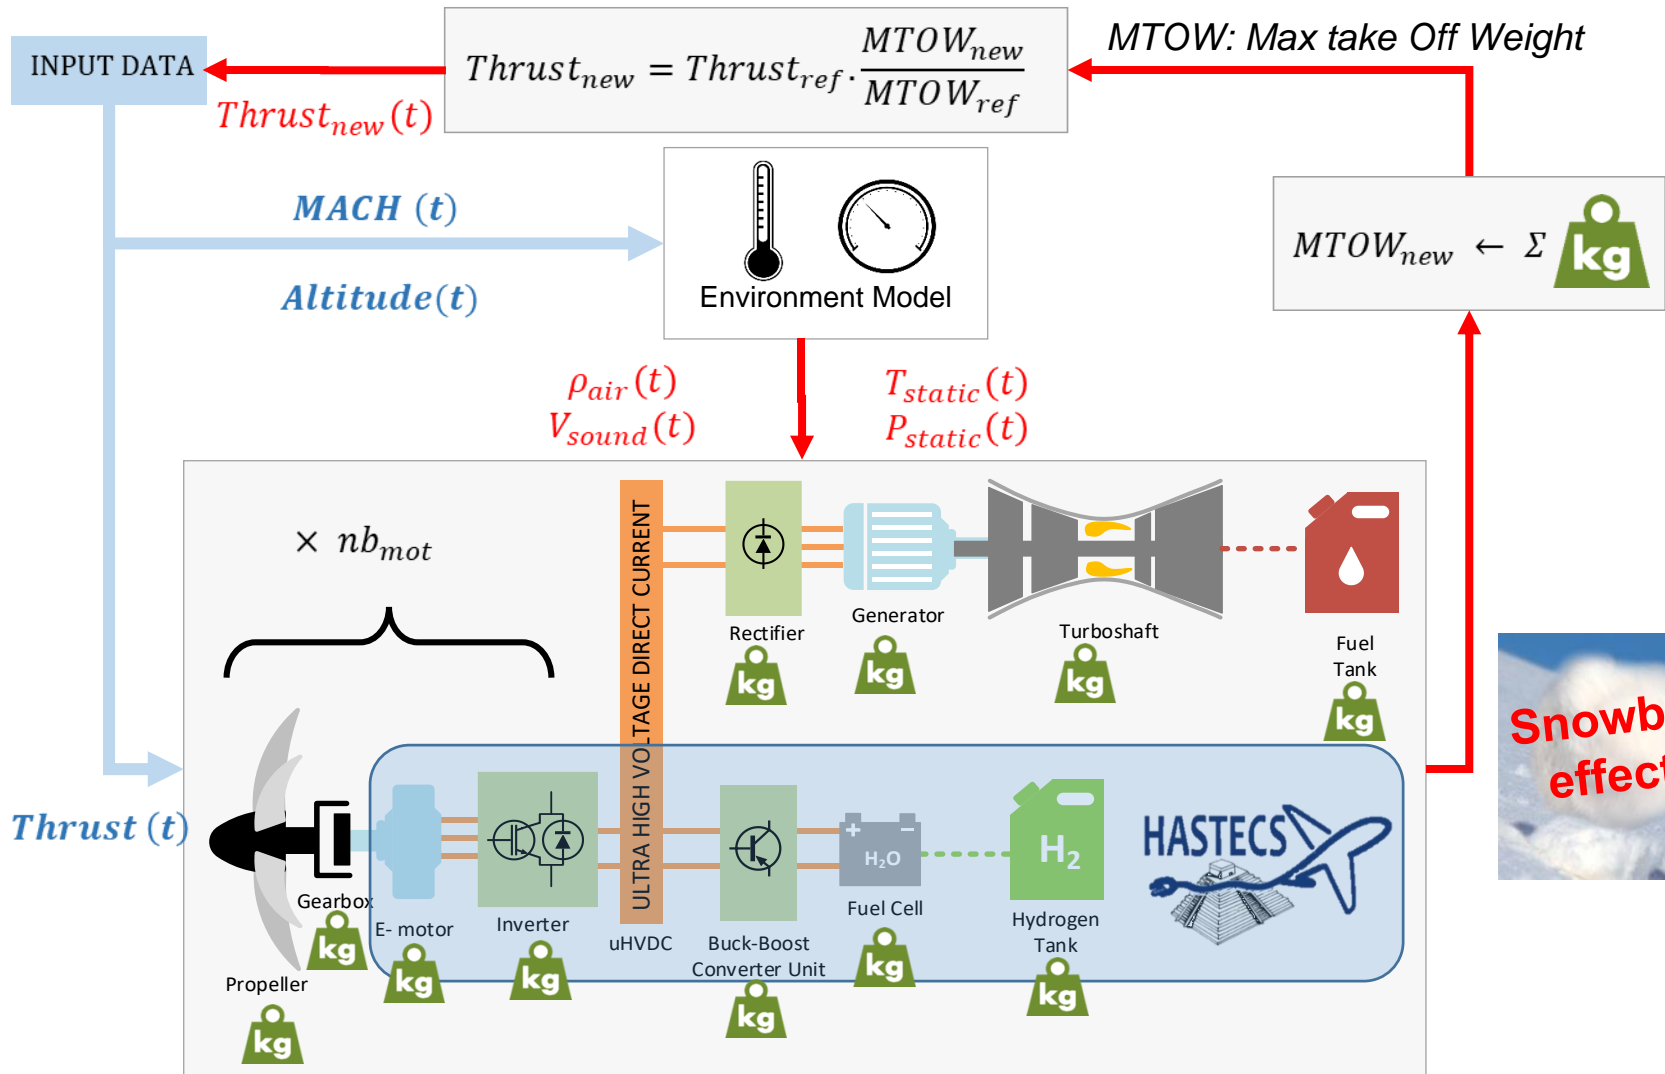 INPUT DATA
Thrust_new = Thrust_ref . MTOW_new / MTOW_ref
MTOW: Max take Off Weight
Thrust_new(t)
MACH (t)
Altitude(t)
Environment Model
MTOW_new ← Σ kg
ρ_air(t)
V_sound(t)
T_static(t)
P_static(t)
× nb_mot
ULTRA HIGH VOLTAGE DIRECT CURRENT
Rectifier
kg
Generator
kg
Turboshaft
kg
Fuel
Tank
kg
Snowb
effect
Thrust (t)
Propeller
kg
Gearbox
kg
E- motor
kg
Inverter
kg
uHVDC
Buck-Boost
Converter Unit
kg
+ −
H₂O
Fuel Cell
kg
H₂
Hydrogen
Tank
kg
HASTECS